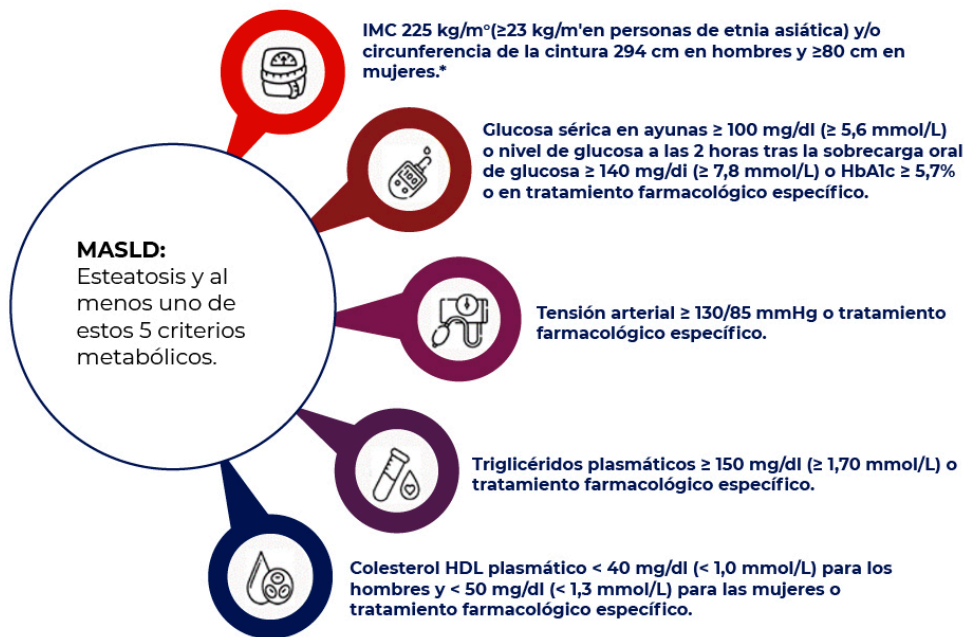 IMC 225 kg/m°(≥23 kg/m'en personas de etnia asiática) y/o
circunferencia de la cintura 294 cm en hombres y ≥80 cm en
mujeres.*
Glucosa sérica en ayunas ≥ 100 mg/dl (≥ 5,6 mmol/L)
o nivel de glucosa a las 2 horas tras la sobrecarga oral
de glucosa ≥ 140 mg/di (≥ 7,8 mmol/L) o HbA1c ≥ 5,7%
o en tratamiento farmacológico específico.
MASLD:
Esteatosis y al
menos uno de
estos 5 criterios
metabólicos.
Tensión arterial ≥ 130/85 mmHg o tratamiento
farmacológico específico.
Triglicéridos plasmáticos ≥ 150 mg/dl (≥ 1,70 mmol/L) o
tratamiento farmacológico específico.
Colesterol HDL plasmático < 40 mg/dl (< 1,0 mmol/L) para los
hombres y < 50 mg/dl (< 1,3 mmol/L) para las mujeres o
tratamiento farmacológico específico.
100